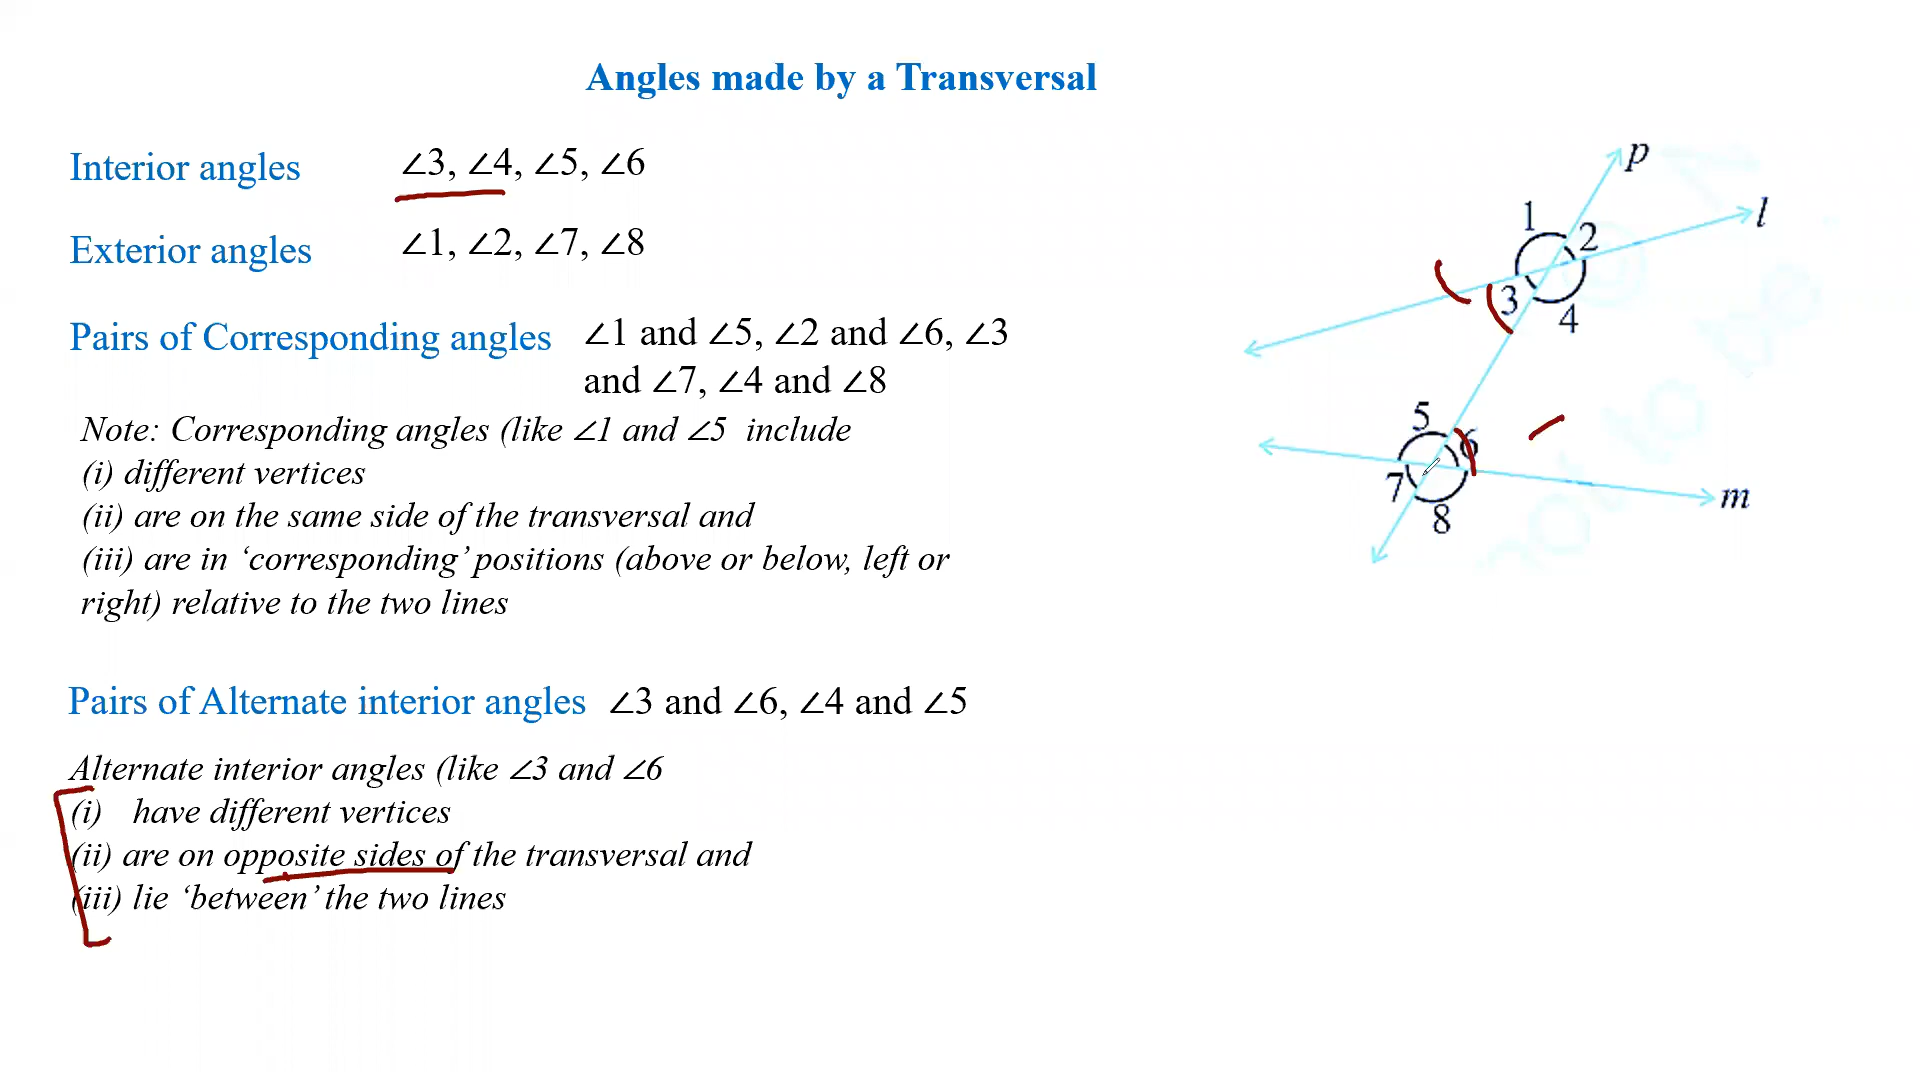 Angles made by a Transversal
Interior angles ∠3, ∠4, ∠5, ∠6
Exterior angles ∠1, ∠2, ∠7, ∠8
Pairs of Corresponding angles ∠1 and ∠5, ∠2 and ∠6, ∠3
and ∠7, ∠4 and ∠8
Note: Corresponding angles (like ∠1 and ∠5 include
(i) different vertices
(ii) are on the same side of the transversal and
(iii) are in ‘corresponding’ positions (above or below, left or
right) relative to the two lines
Pairs of Alternate interior angles ∠3 and ∠6, ∠4 and ∠5
Alternate interior angles (like ∠3 and ∠6
(i) have different vertices
(ii) are on opposite sides of the transversal and
(iii) lie ‘between’ the two lines
p
l
1
2
3
4
5
6
7
8
m